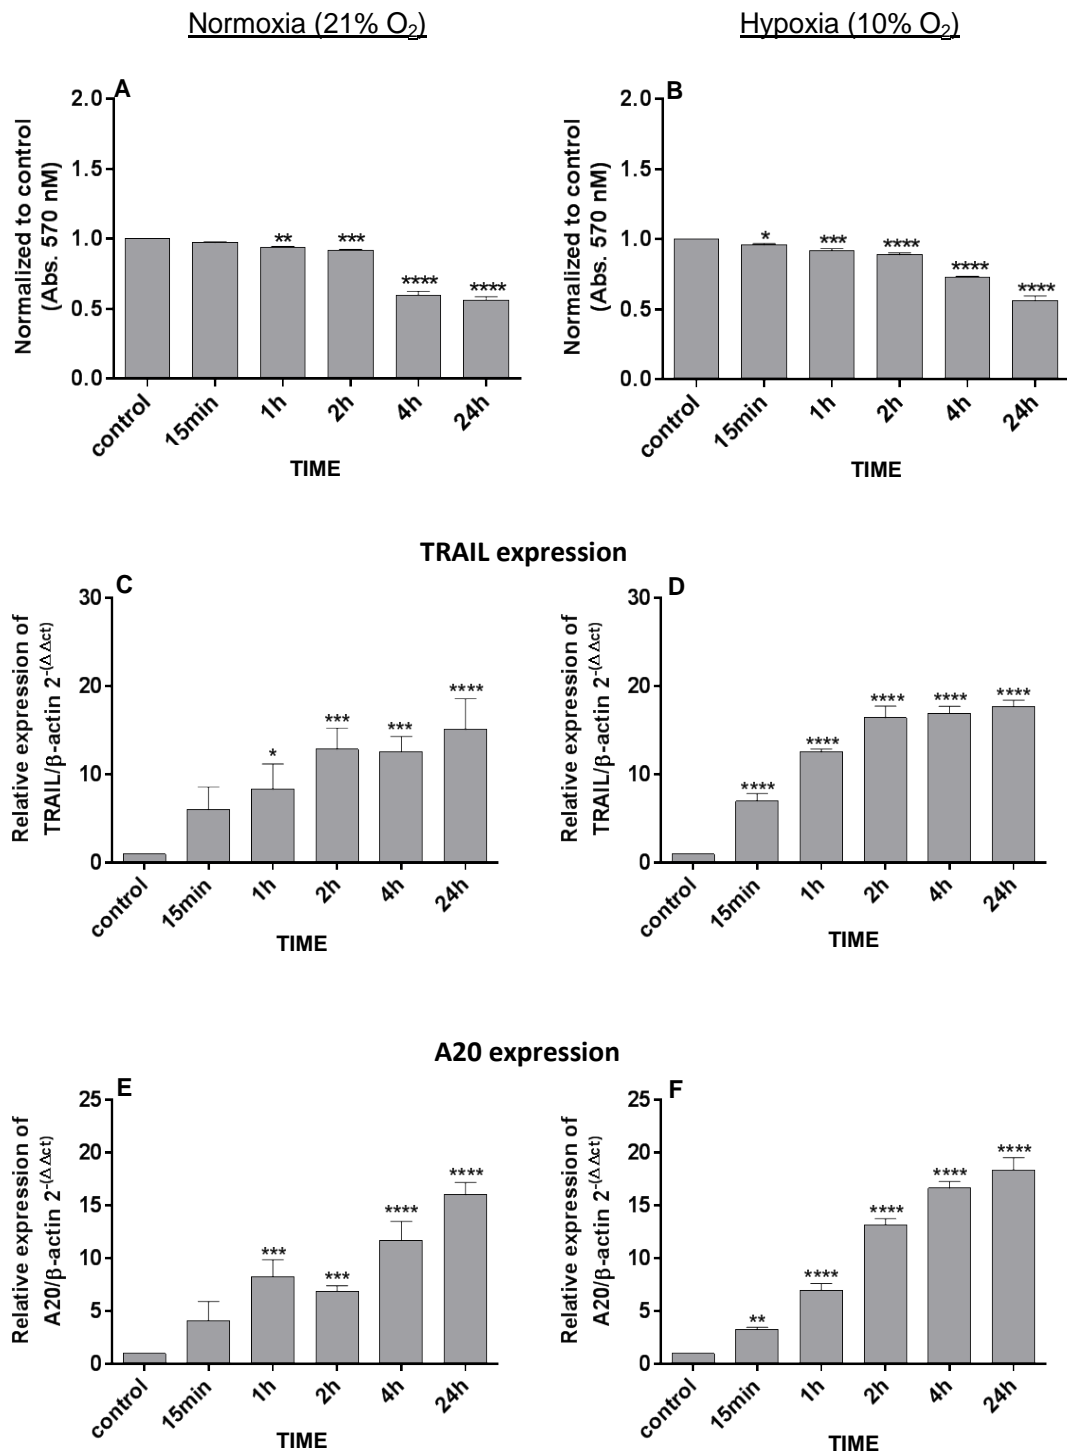 Normoxia (21% O2)
Hypoxia (10% O2)
A
Normalized to control
(Abs. 570 nM)
2.0
1.5
1.0
0.5
0.0
**
***
****
****
control
15min
1h
2h
4h
24h
TIME
B
Normalized to control
(Abs. 570 nM)
2.0
1.5
1.0
0.5
0.0
*
***
****
****
****
control
15min
1h
2h
4h
24h
TIME
TRAIL expression
C
Relative expression of
TRAIL/β-actin 2-(ΔΔct)
30
20
10
0
*
***
***
****
control
15min
1h
2h
4h
24h
TIME
D
Relative expression of
TRAIL/β-actin 2-(ΔΔct)
30
20
10
0
****
****
****
****
****
control
15min
1h
2h
4h
24h
TIME
A20 expression
E
Relative expression of
A20/β-actin 2-(ΔΔct)
25
20
15
10
5
0
***
***
****
****
control
15min
1h
2h
4h
24h
TIME
F
Relative expression of
A20/β-actin 2-(ΔΔct)
25
20
15
10
5
0
**
****
****
****
****
control
15min
1h
2h
4h
24h
TIME